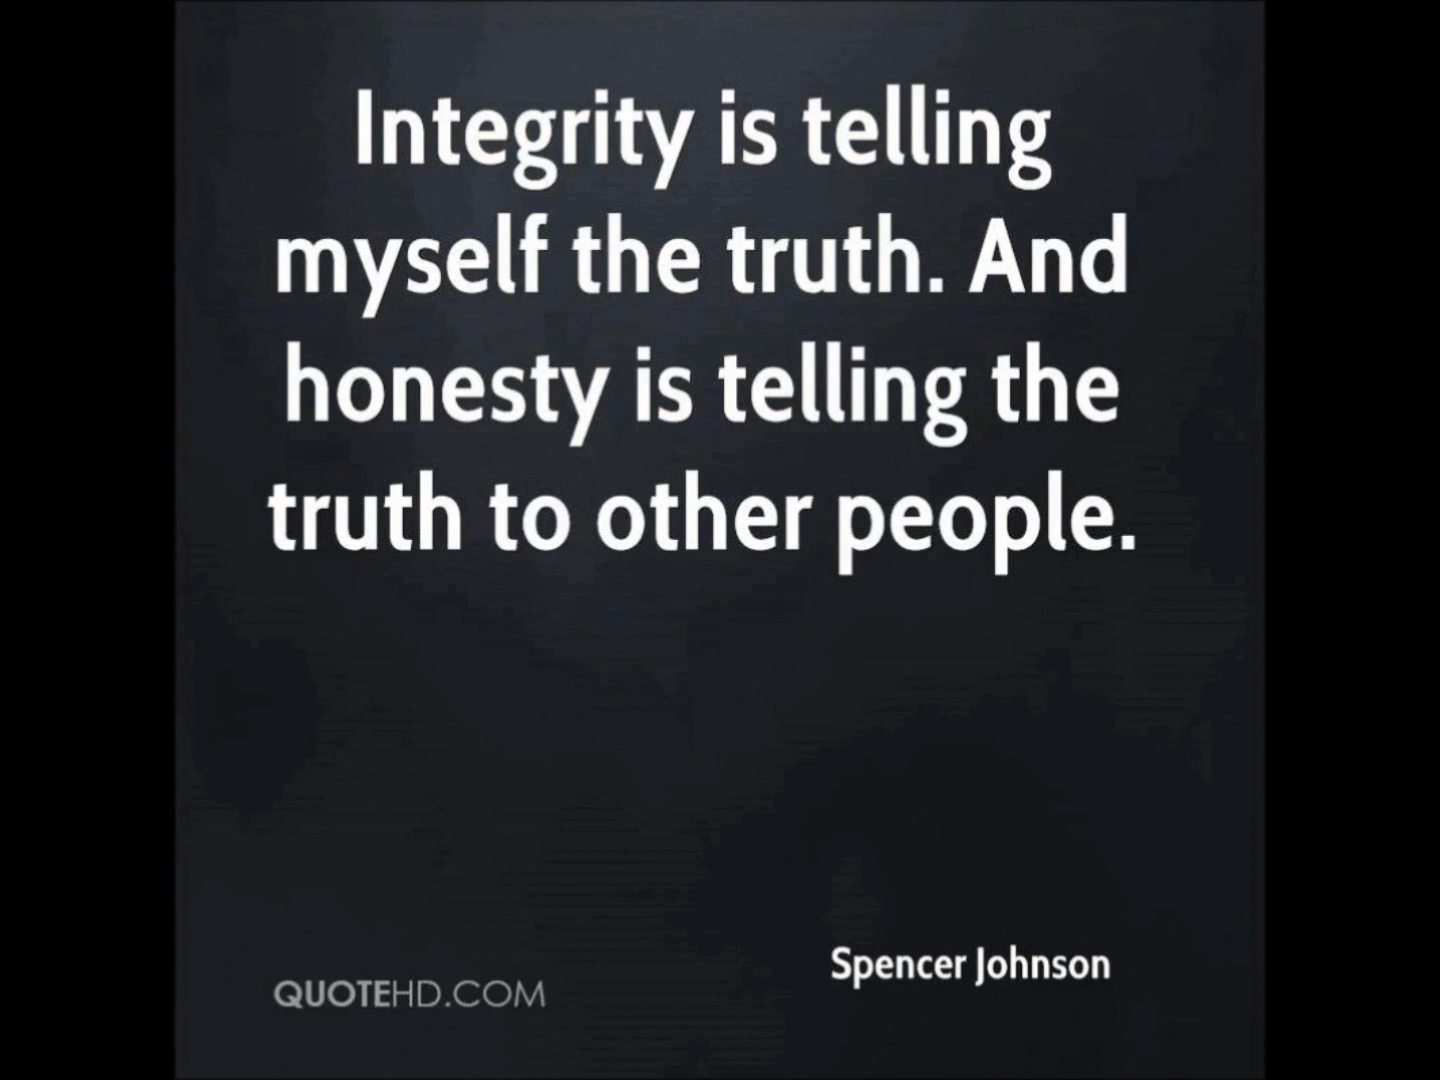 Integrity is telling
myself the truth. And
honesty is telling the
truth to other people.
Spencer Johnson
QUOTEHD.COM